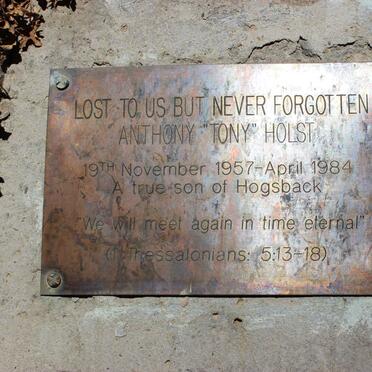 LOST TO US BUT NEVER FORGOTTEN
ANTHONY "TONY" HOLST
19TH November 1957-April 1984
A true son of Hogsback
"We will meet again in time eternal"
(1 Thessalonians: 5:13-18)